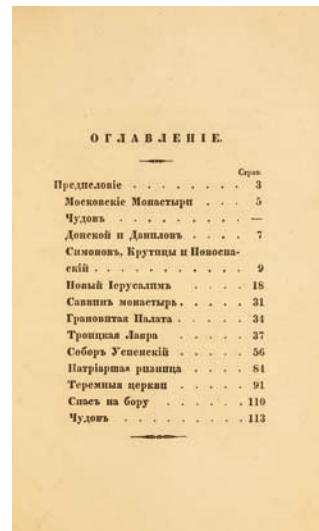 ОГЛАВЛЕНІЕ.
Стран.
Предисловіе . . . . . . . . 3
Московскіе Монастыри . . . 5
Чудовъ . . . . . . . . —
Донской и Даниловъ . . . 7
Симоновъ, Крутицы и Новоспа-
скій . . . . . . . . . . 9
Новый Іерусалимъ . . . . 18
Саввинъ монастырь . . . . . 31
Грановитая Палата . . . . . 34
Троицкая Лавра . . . . . 37
Соборъ Успенскій . . . . . 56
Патріаршая ризница . . . . 84
Теремныя церкви . . . . . 91
Спасъ на бору . . . . . . 110
Чудовъ . . . . . . . . . 113